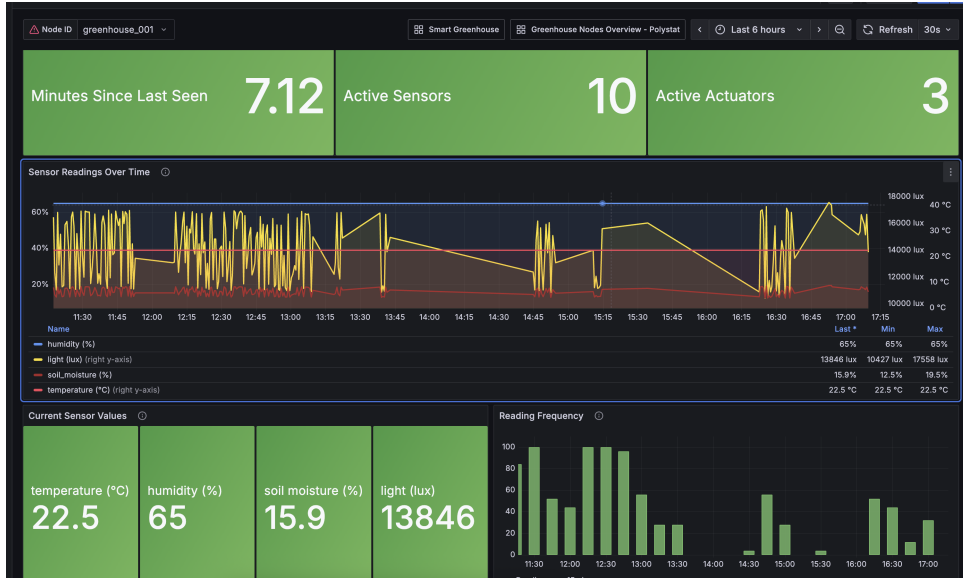 Node ID greenhouse_001 Smart Greenhouse Greenhouse Nodes Overview - Polystat Last 6 hours Refresh 30s
Minutes Since Last Seen 7.12 Active Sensors 10 Active Actuators 3
Sensor Readings Over Time
18000 lux 40 °C
60%
16000 lux 30 °C
40% 14000 lux 20 °C
20% 12000 lux 10 °C
10000 lux 0 °C
11:30 11:45 12:00 12:15 12:30 12:45 13:00 13:15 13:30 13:45 14:00 14:15 14:30 14:45 15:00 15:15 15:30 15:45 16:00 16:15 16:30 16:45 17:00 17:15
Name Last * Min Max
humidity (%) 65% 65% 65%
light (lux) (right y-axis) 13846 lux 10427 lux 17558 lux
soil_moisture (%) 15.9% 12.5% 19.5%
temperature (°C) (right y-axis) 22.5 °C 22.5 °C 22.5 °C
Current Sensor Values Reading Frequency
temperature (°C) humidity (%) soil moisture (%) light (lux)
22.5 65 15.9 13846
100
80
60
40
20
0
11:30 12:00 12:30 13:00 13:30 14:00 14:30 15:00 15:30 16:00 16:30 17:00